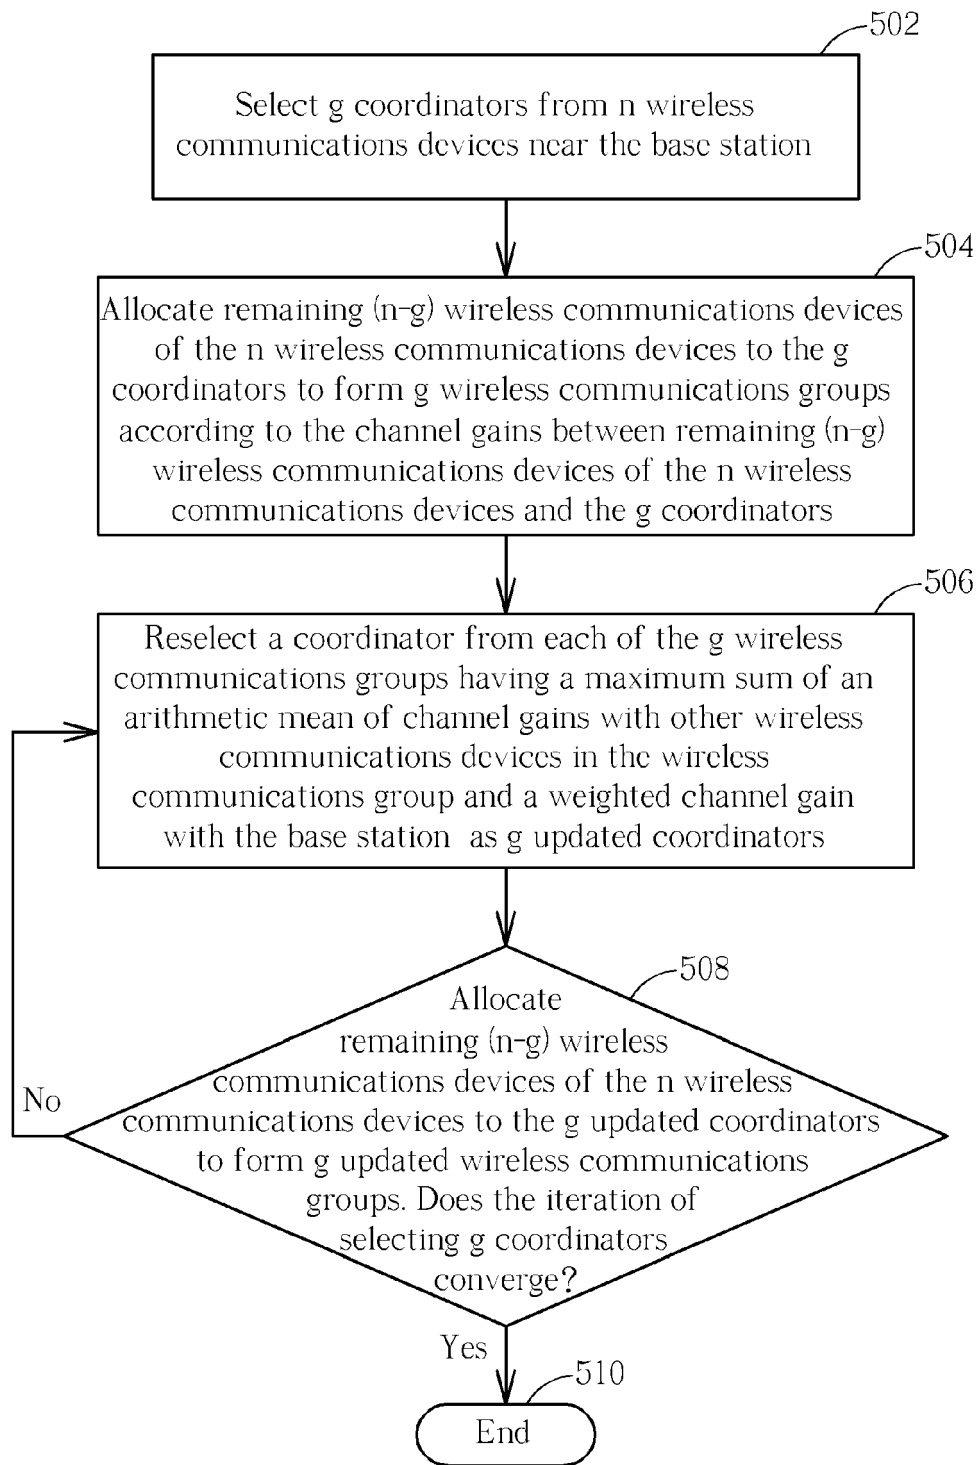 502
Select g coordinators from n wireless
communications devices near the base station
504
Allocate remaining (n-g) wireless communications devices
of the n wireless communications devices to the g
coordinators to form g wireless communications groups
according to the channel gains between remaining (n-g)
wireless communications devices of the n wireless
communications devices and the g coordinators
506
Reselect a coordinator from each of the g wireless
communications groups having a maximum sum of an
arithmetic mean of channel gains with other wireless
communications devices in the wireless
communications group and a weighted channel gain
with the base station as g updated coordinators
508
Allocate
remaining (n-g) wireless
communications devices of the n wireless
communications devices to the g updated coordinators
to form g updated wireless communications
groups. Does the iteration of
selecting g coordinators
converge?
No
Yes
510
End